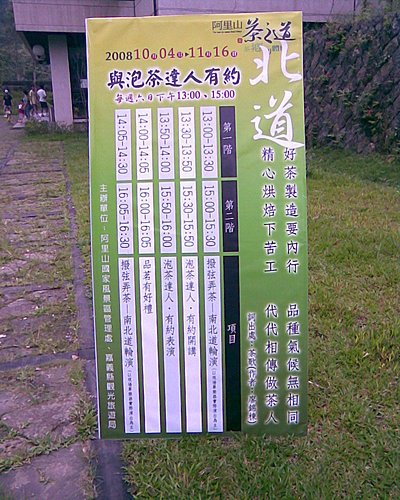 阿里山
茶之道
2008 10月04日-11月16日
與泡茶達人有約
每週六日下午13:00、15:00
北道
好茶製造要內行 品種氣候無相同
精心烘焙下苦工 代代相傳做茶人
第一階 第二階 項目
13:00-13:30 15:00-15:30 撥弦弄茶—南北道輪演
13:30-13:50 15:30-15:50 泡茶達人‧有約開講
13:50-14:00 15:50-16:00 泡茶達人‧有約表演
14:00-14:05 16:00-16:05 品茗有好禮
14:05-14:30 16:05-16:30 撥弦弄茶—南北道輪演
主辦單位：阿里山國家風景區管理處、嘉義縣觀光旅遊局